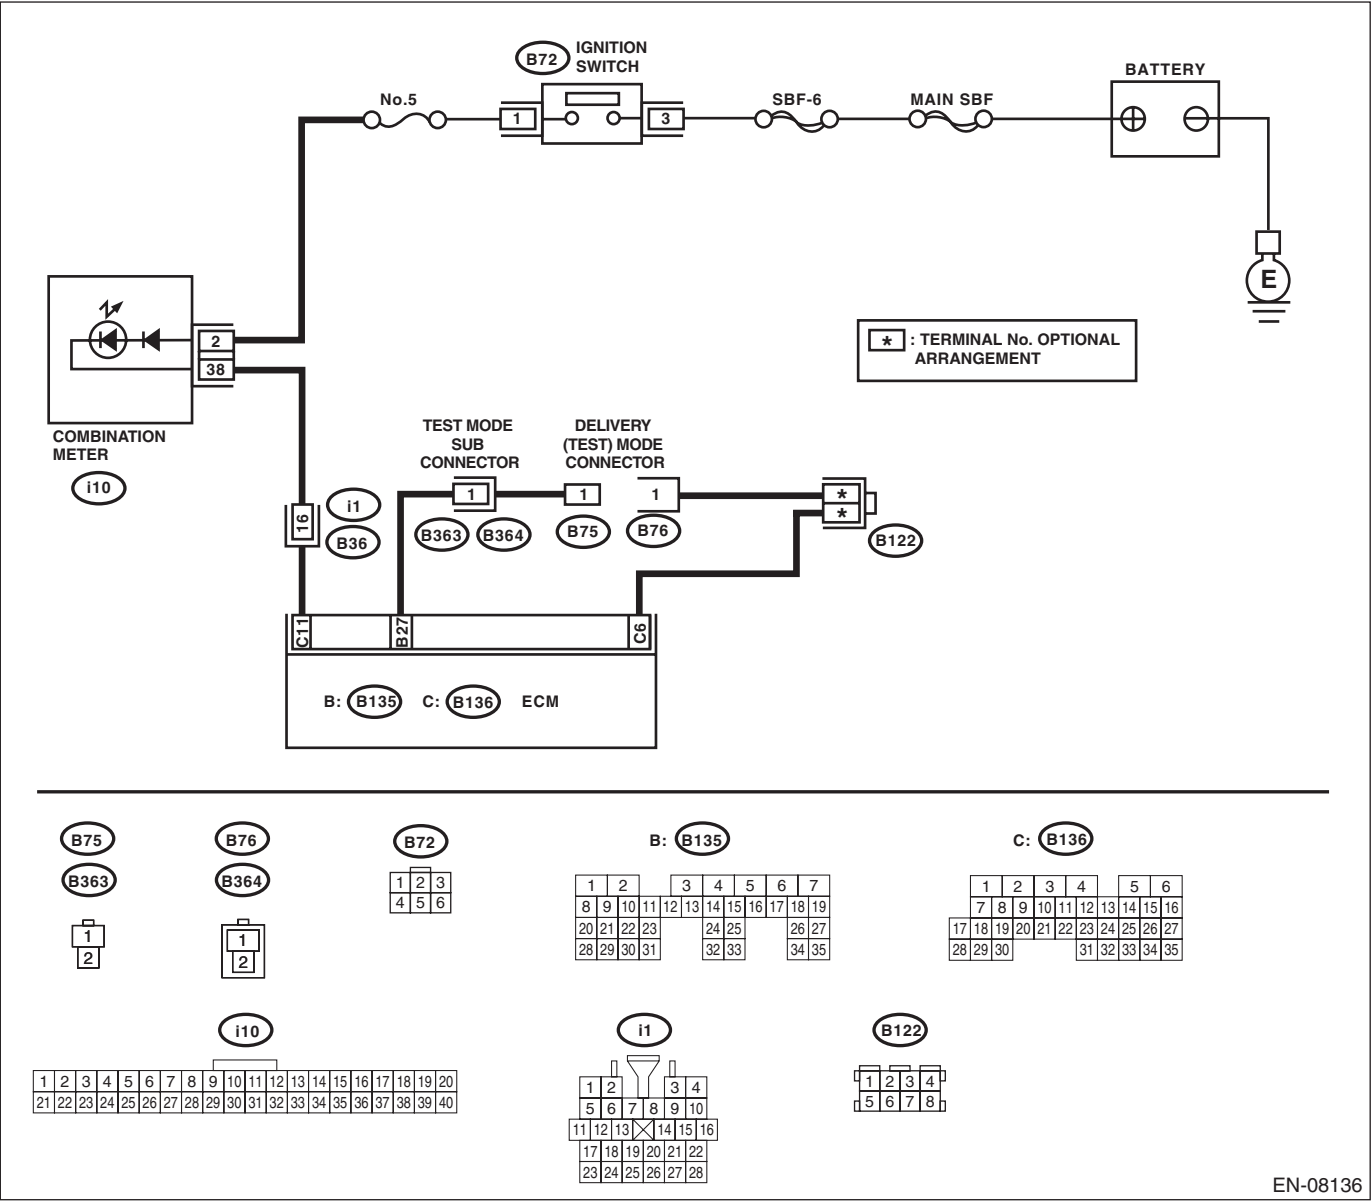 B72 IGNITION
SWITCH
BATTERY
No.5
SBF-6
MAIN SBF
1
3
E
2
38
* : TERMINAL No. OPTIONAL
ARRANGEMENT
COMBINATION
METER
i10
TEST MODE
SUB
CONNECTOR
DELIVERY
(TEST) MODE
CONNECTOR
1
1
1
*
*
16
i1
B36
B363
B364
B75
B76
B122
C11
B27
C6
B: B135 C: B136 ECM
B75
B363
1
2
B76
B364
1
2
B72
1 2 3
4 5 6
B: B135
1 2 3 4 5 6 7
8 9 10 11 12 13 14 15 16 17 18 19
20 21 22 23 24 25 26 27
28 29 30 31 32 33 34 35
C: B136
1 2 3 4 5 6
7 8 9 10 11 12 13 14 15 16
17 18 19 20 21 22 23 24 25 26 27
28 29 30 31 32 33 34 35
i10
1 2 3 4 5 6 7 8 9 10 11 12 13 14 15 16 17 18 19 20
21 22 23 24 25 26 27 28 29 30 31 32 33 34 35 36 37 38 39 40
i1
1 2 3 4
5 6 7 8 9 10
11 12 13 14 15 16
17 18 19 20 21 22
23 24 25 26 27 28
B122
1 2 3 4
5 6 7 8
EN-08136